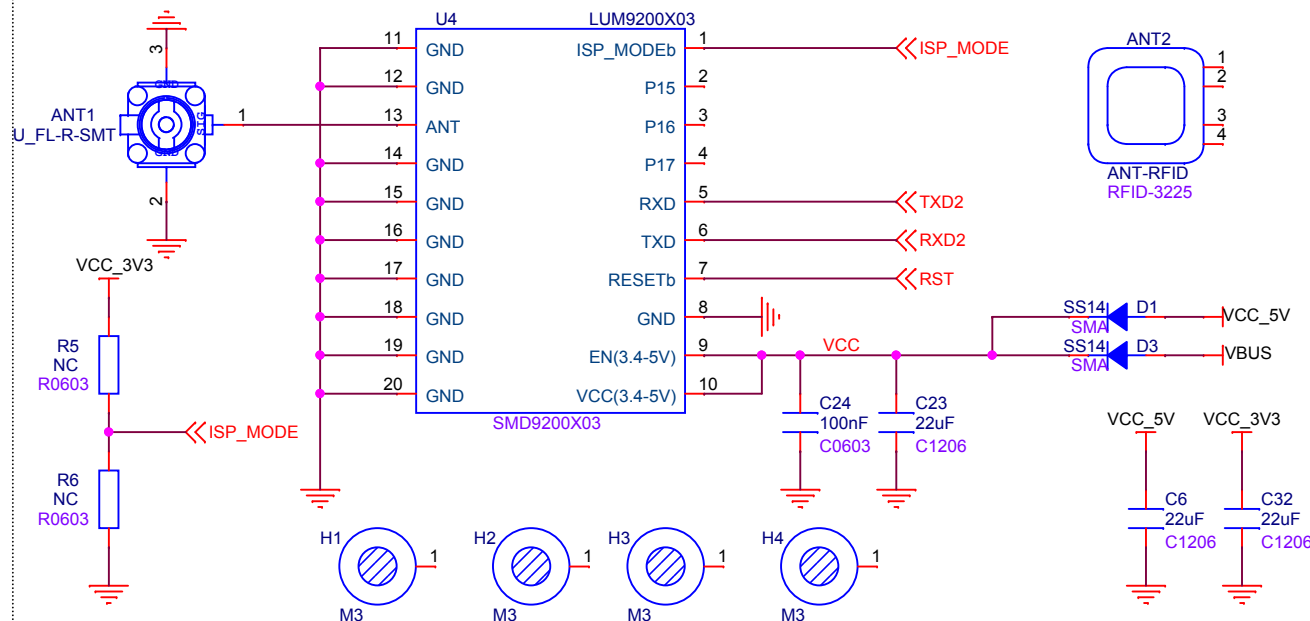 U4
LUM9200X03
11
GND
ISP_MODEb
1
ISP_MODE
12
GND
P15
2
13
ANT
P16
3
14
GND
P17
4
15
GND
RXD
5
TXD2
16
GND
TXD
6
RXD2
17
GND
RESETb
7
RST
18
GND
GND
8
19
GND
EN(3.4-5V)
9
VCC
20
GND
VCC(3.4-5V)
10
SMD9200X03
3
GND
ANT1
U_FL-R-SMT
SIG
1
GND
2
ANT2
1
2
3
4
ANT-RFID
RFID-3225
VCC_3V3
R5
NC
R0603
ISP_MODE
R6
NC
R0603
SS14
D1
SMA
VCC_5V
SS14
D3
SMA
VBUS
C24
100nF
C0603
C23
22uF
C1206
VCC_5V
C6
22uF
C1206
VCC_3V3
C32
22uF
C1206
H1
1
M3
H2
1
M3
H3
1
M3
H4
1
M3